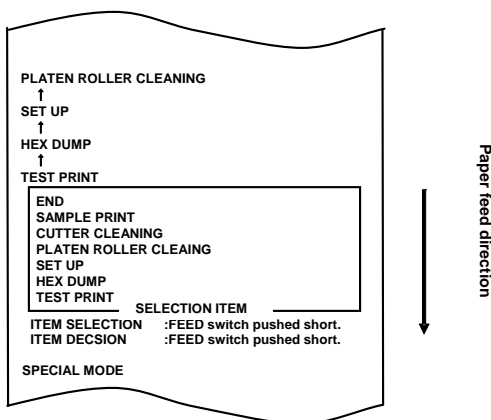 PLATEN ROLLER CLEANING
↑
SET UP
↑
HEX DUMP
↑
TEST PRINT
END
SAMPLE PRINT
CUTTER CLEANING
PLATEN ROLLER CLEAING
SET UP
HEX DUMP
TEST PRINT
SELECTION ITEM
ITEM SELECTION :FEED switch pushed short.
ITEM DECSION :FEED switch pushed short.
SPECIAL MODE
Paper feed direction